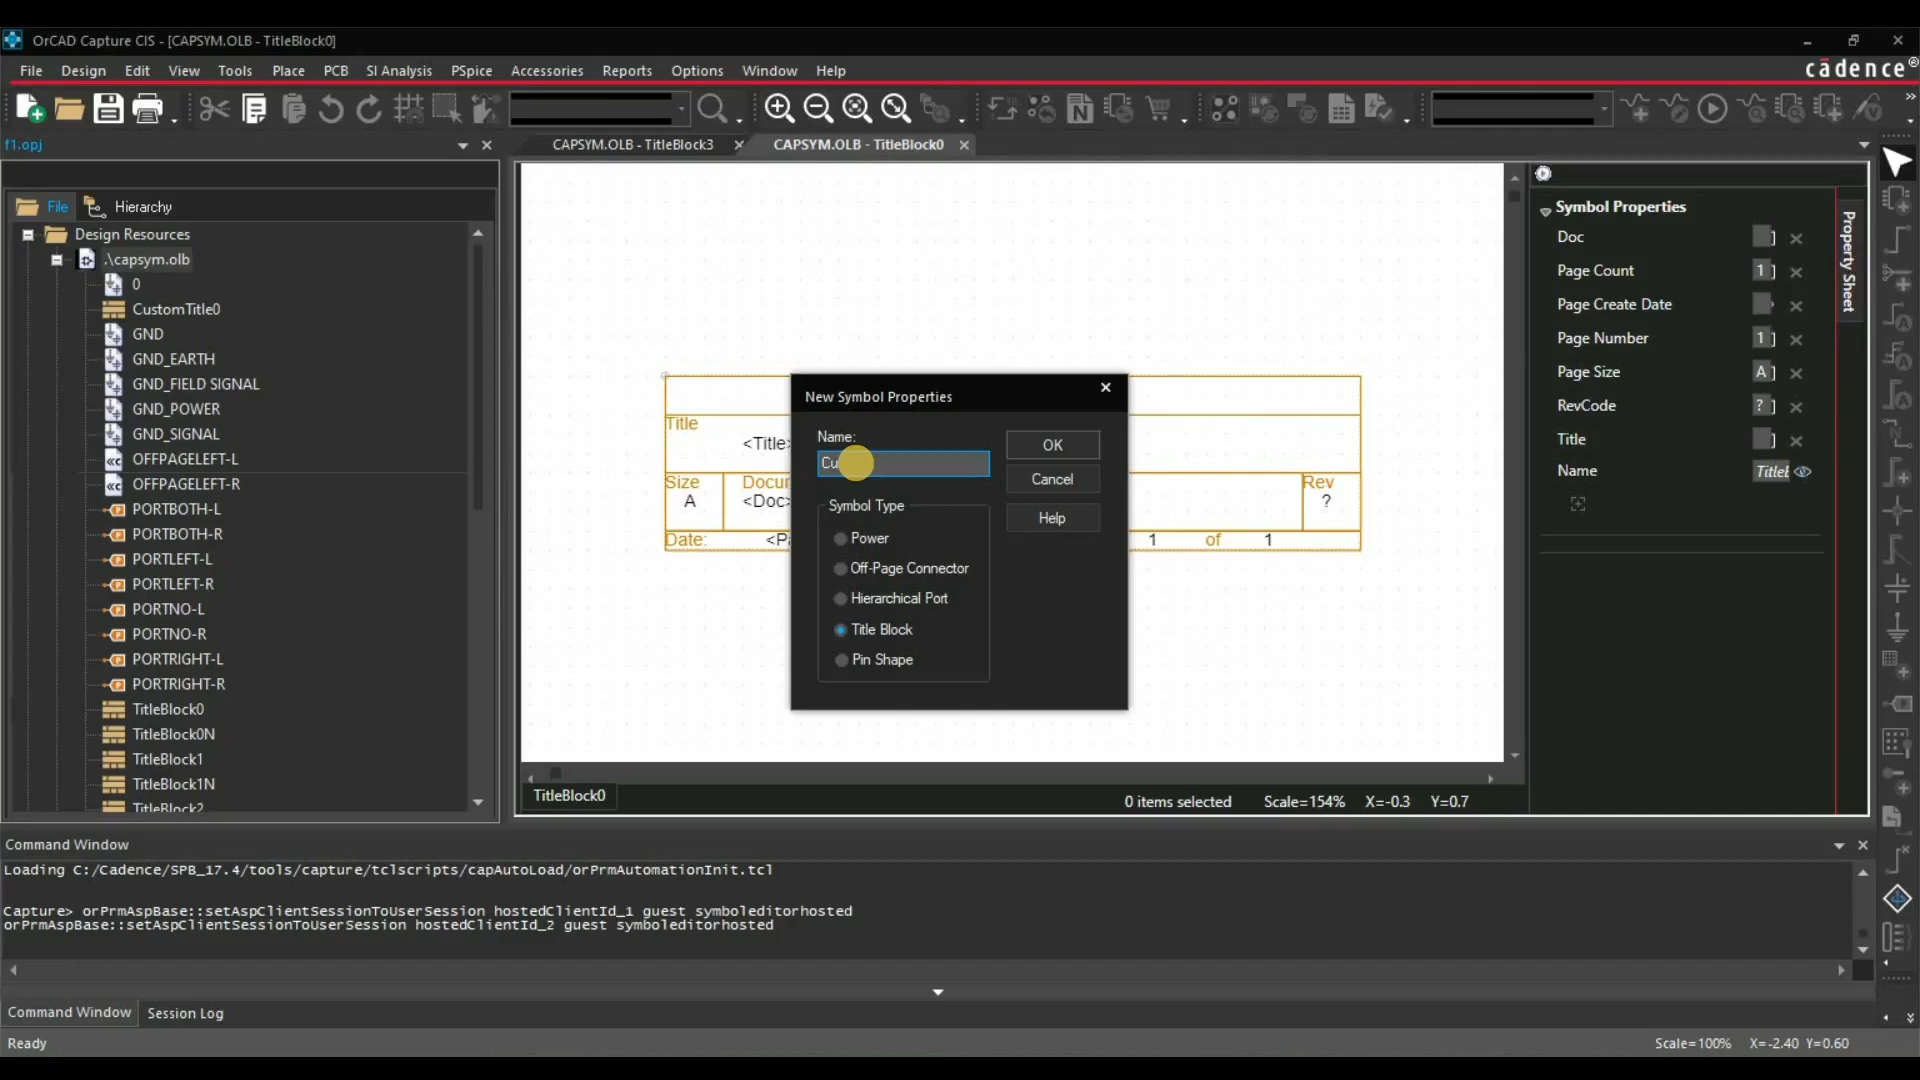 OrCAD Capture CIS - [CAPSYM.OLB - TitleBlock0]
File Design Edit View Tools Place PCB SI Analysis PSpice Accessories Reports Options Window Help
cādence®
f1.opj
CAPSYM.OLB - TitleBlock3
CAPSYM.OLB - TitleBlock0
File
Hierarchy
Design Resources
.\capsym.olb
0
CustomTitle0
GND
GND_EARTH
GND_FIELD SIGNAL
GND_POWER
GND_SIGNAL
OFFPAGELEFT-L
OFFPAGELEFT-R
PORTBOTH-L
PORTBOTH-R
PORTLEFT-L
PORTLEFT-R
PORTNO-L
PORTNO-R
PORTRIGHT-L
PORTRIGHT-R
TitleBlock0
TitleBlock0N
TitleBlock1
TitleBlock1N
TitleBlock2
Title
<Title>
Size
A
Docum
<Doc>
Rev
?
Date:
<Pa
1 of 1
New Symbol Properties
Name:
Cu
OK
Cancel
Help
Symbol Type
Power
Off-Page Connector
Hierarchical Port
Title Block
Pin Shape
TitleBlock0
0 items selected Scale=154% X=-0.3 Y=0.7
Symbol Properties
Doc
Page Count 1
Page Create Date
Page Number 1
Page Size A
RevCode ?
Title
Name TitleB
Property Sheet
Command Window
Loading C:/Cadence/SPB_17.4/tools/capture/tclscripts/capAutoLoad/orPrmAutomationInit.tcl
Capture> orPrmAspBase::setAspClientSessionToUserSession hostedClientId_1 guest symboleditorhosted
orPrmAspBase::setAspClientSessionToUserSession hostedClientId_2 guest symboleditorhosted
Command Window
Session Log
Ready
Scale=100% X=-2.40 Y=0.60